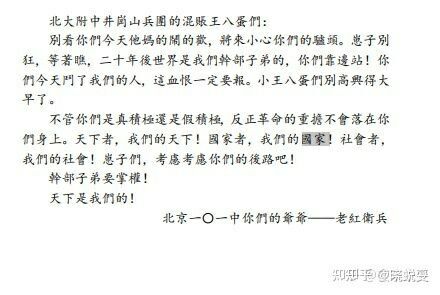 北大附中井崗山兵團的混賬王八蛋們：
別看你們今天他媽的鬧的歡，將來小心你們的驢頭。崽子別
狂，等著瞧，二十年後世界是我們幹部子弟的，你們靠邊站！你
們今天鬥了我們的人，這血恨一定要報。小王八蛋們別高興得大
早了。
不管你們是真積極還是假積極，反正革命的重擔不會落在你
們身上。天下者，我們的天下！國家者，我們的國家！社會者，
我們的社會！崽子們，考慮考慮你們的後路吧！
幹部子弟要掌權！
天下是我們的！
北京一〇一中你們的爺爺——老紅衛兵
知乎 @晓蜕蔓